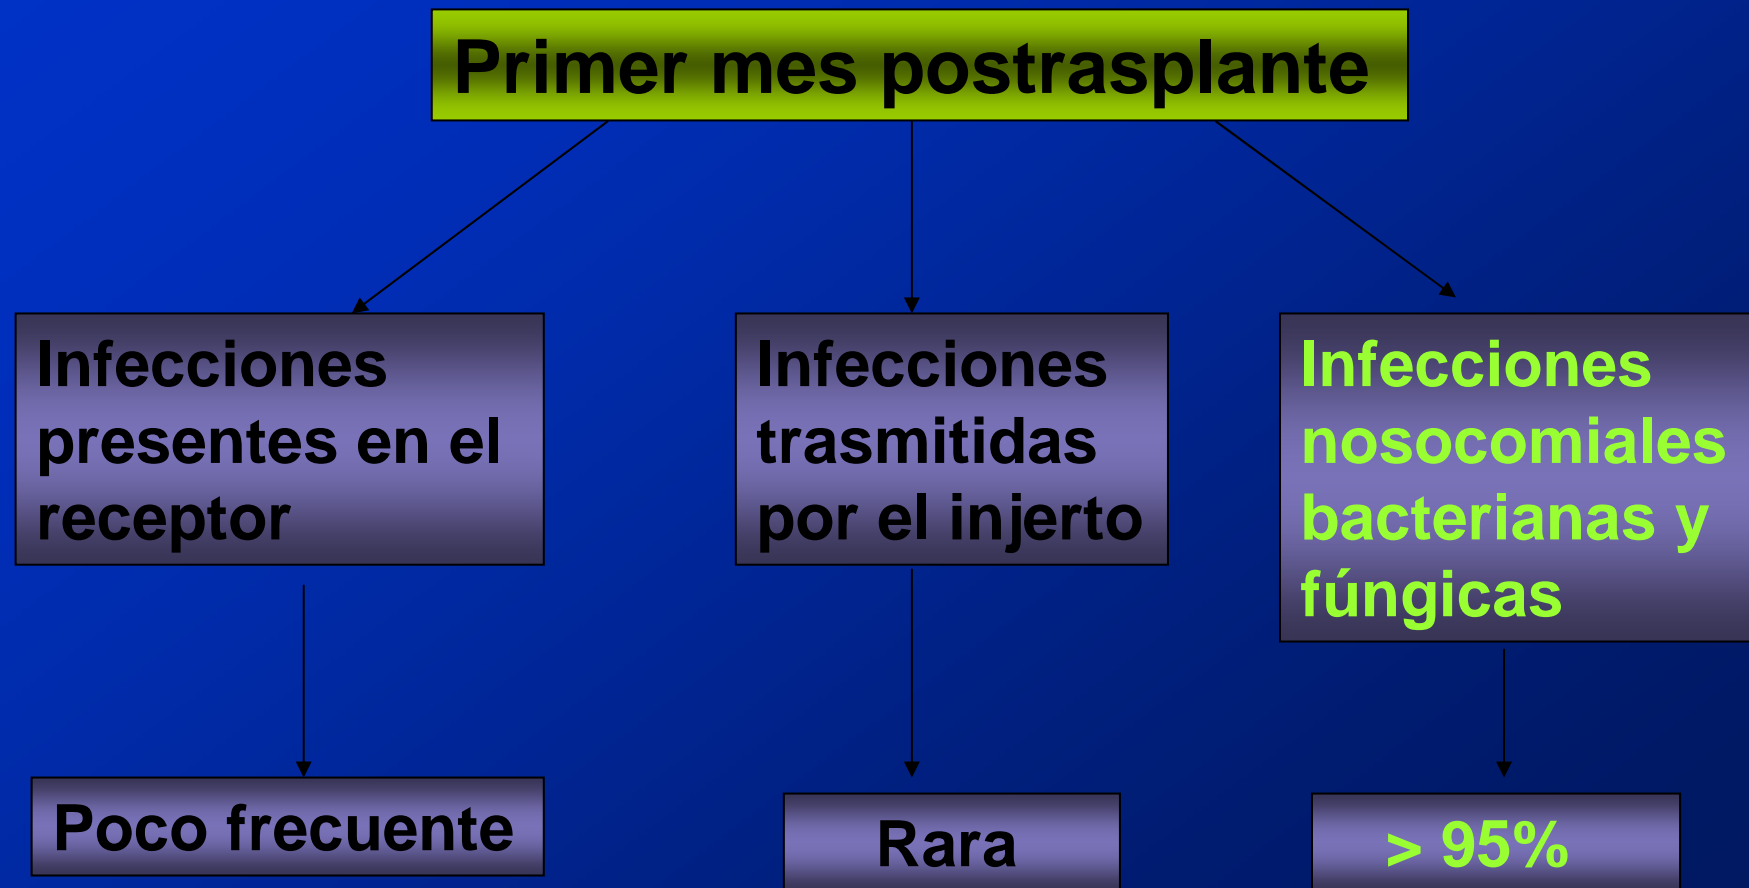 Primer mes postrasplante
Infecciones
presentes en el
receptor
Infecciones
trasmitidas
por el injerto
Infecciones
nosocomiales
bacterianas y
fúngicas
Poco frecuente
Rara
> 95%